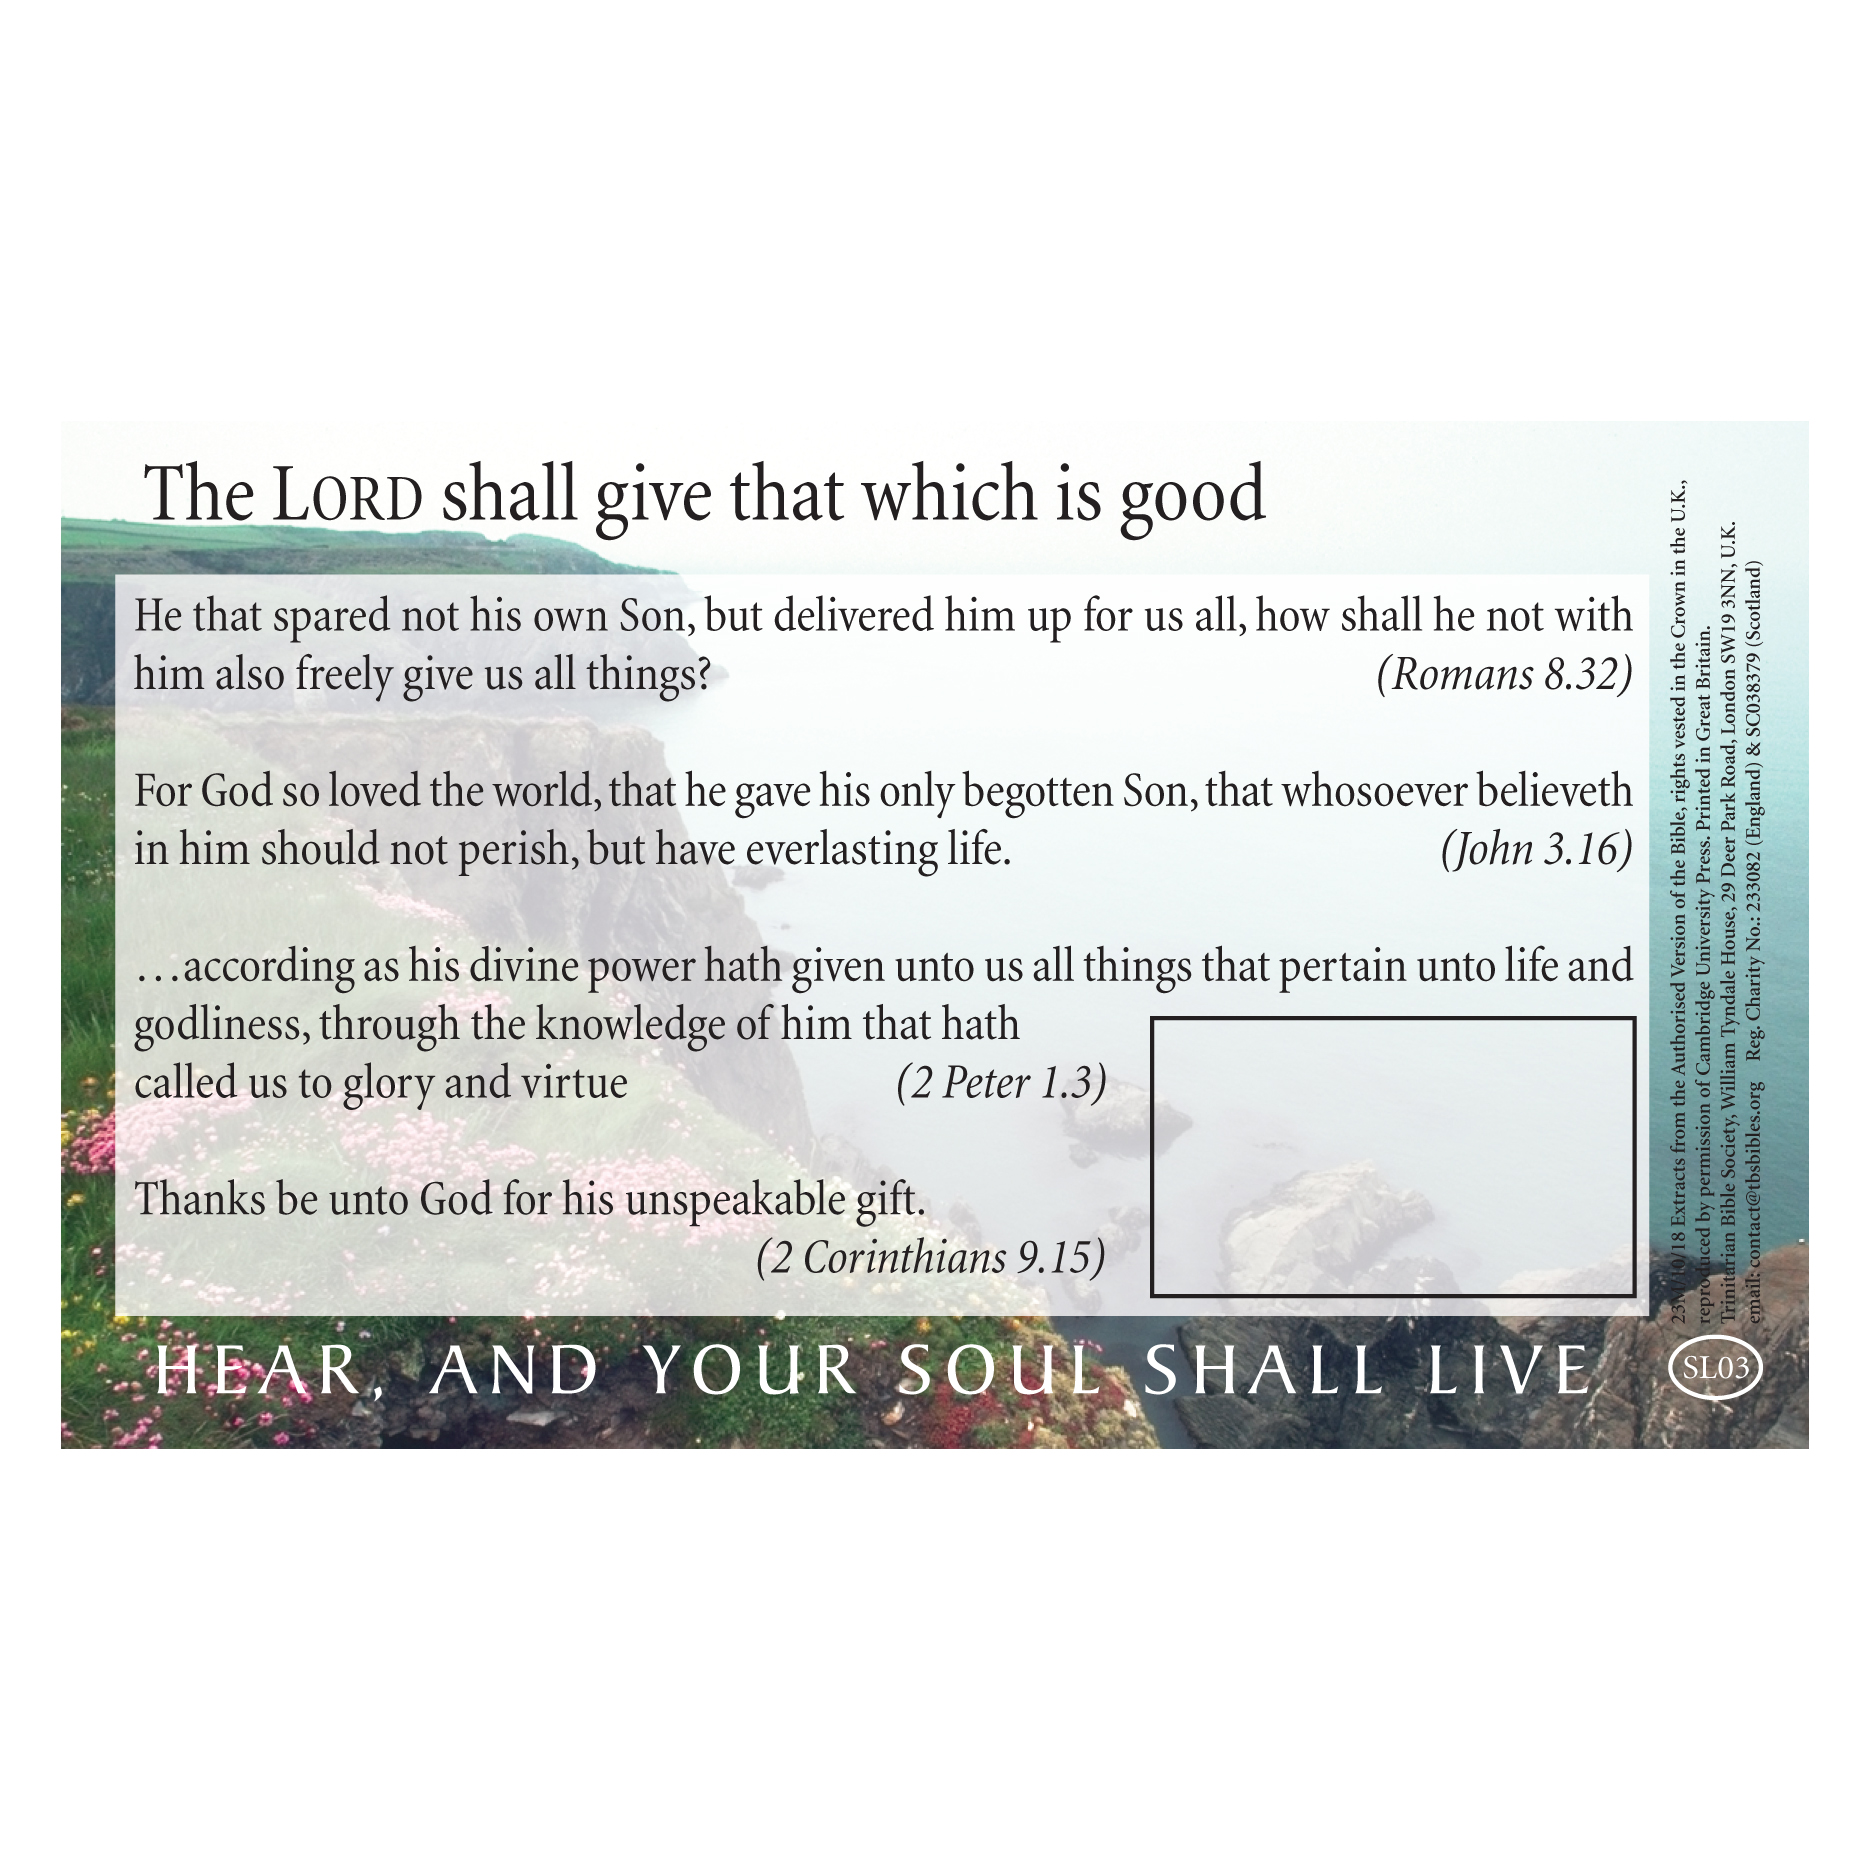 The LORD shall give that which is good
He that spared not his own Son, but delivered him up for us all, how shall he not with
him also freely give us all things? (Romans 8.32)
For God so loved the world, that he gave his only begotten Son, that whosoever believeth
in him should not perish, but have everlasting life. (John 3.16)
…according as his divine power hath given unto us all things that pertain unto life and
godliness, through the knowledge of him that hath
called us to glory and virtue (2 Peter 1.3)
Thanks be unto God for his unspeakable gift.
(2 Corinthians 9.15)
HEAR, AND YOUR SOUL SHALL LIVE
SL03
23M/10/18 Extracts from the Authorised Version of the Bible, rights vested in the Crown in the U.K.,
reproduced by permission of Cambridge University Press. Printed in Great Britain.
Trinitarian Bible Society, William Tyndale House, 29 Deer Park Road, London SW19 3NN, U.K.
email: contact@tbsbibles.org Reg. Charity No.: 233082 (England) & SC038379 (Scotland)